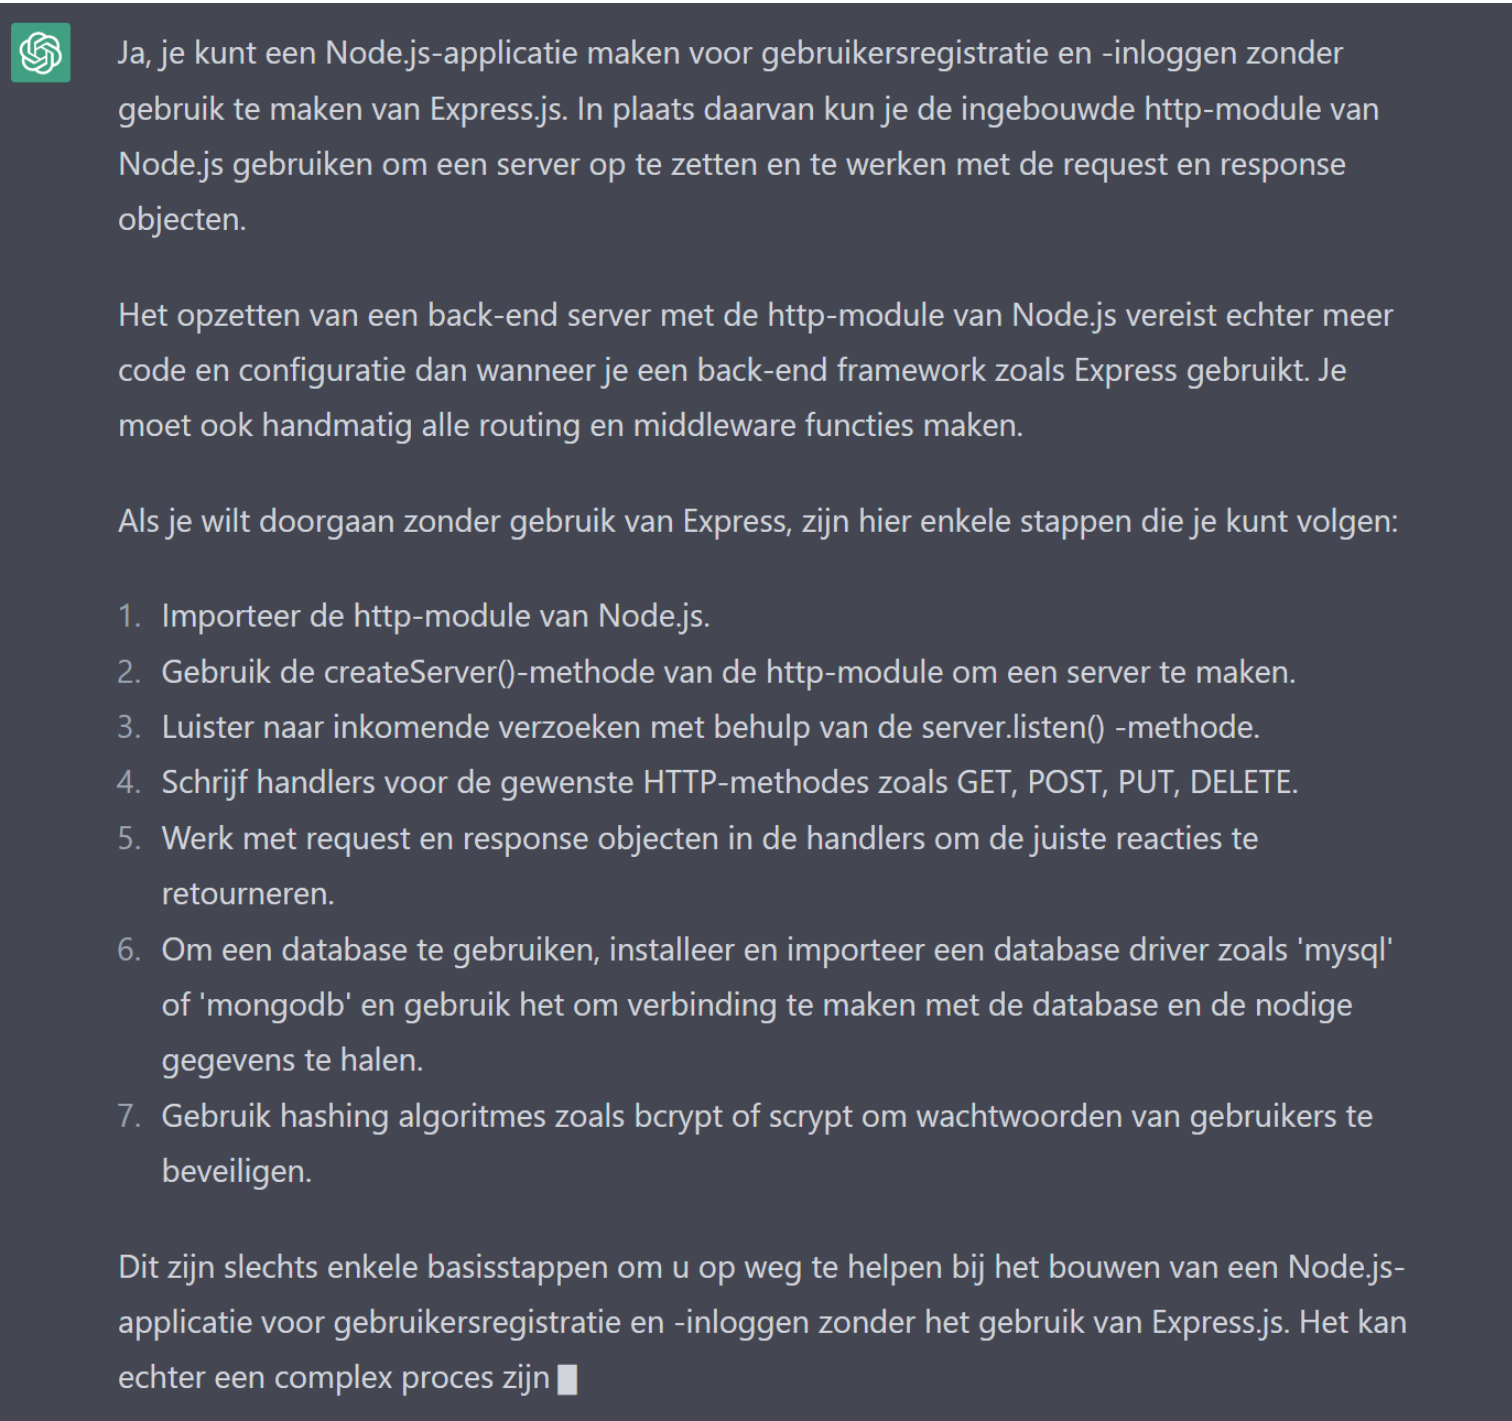 Ja, je kunt een Node.js-applicatie maken voor gebruikersregistratie en -inloggen zonder
gebruik te maken van Express.js. In plaats daarvan kun je de ingebouwde http-module van
Node.js gebruiken om een server op te zetten en te werken met de request en response
objecten.
Het opzetten van een back-end server met de http-module van Node.js vereist echter meer
code en configuratie dan wanneer je een back-end framework zoals Express gebruikt. Je
moet ook handmatig alle routing en middleware functies maken.
Als je wilt doorgaan zonder gebruik van Express, zijn hier enkele stappen die je kunt volgen:
1. Importeer de http-module van Node.js.
2. Gebruik de createServer()-methode van de http-module om een server te maken.
3. Luister naar inkomende verzoeken met behulp van de server.listen() -methode.
4. Schrijf handlers voor de gewenste HTTP-methodes zoals GET, POST, PUT, DELETE.
5. Werk met request en response objecten in de handlers om de juiste reacties te
retourneren.
6. Om een database te gebruiken, installeer en importeer een database driver zoals 'mysql'
of 'mongodb' en gebruik het om verbinding te maken met de database en de nodige
gegevens te halen.
7. Gebruik hashing algoritmes zoals bcrypt of scrypt om wachtwoorden van gebruikers te
beveiligen.
Dit zijn slechts enkele basisstappen om u op weg te helpen bij het bouwen van een Node.js-
applicatie voor gebruikersregistratie en -inloggen zonder het gebruik van Express.js. Het kan
echter een complex proces zijn